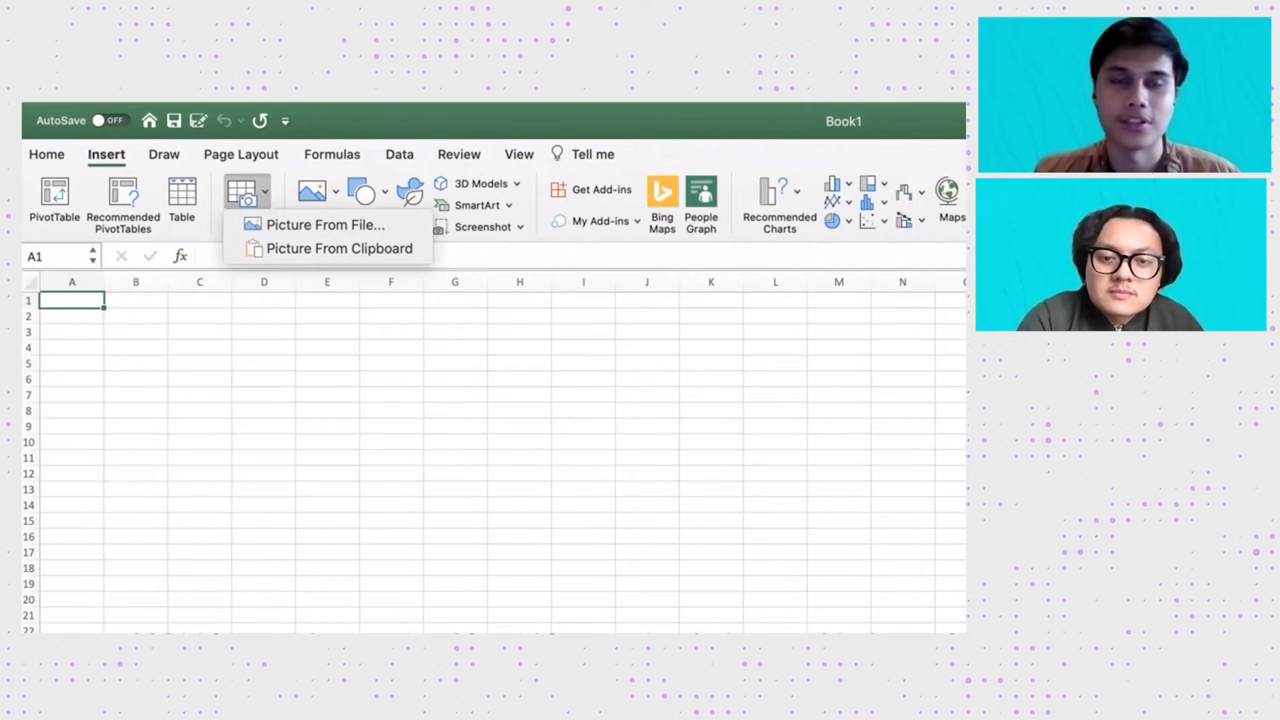 AutoSave OFF Book1
Home Insert Draw Page Layout Formulas Data Review View Tell me
PivotTable Recommended PivotTables Table
3D Models
SmartArt
Screenshot
Get Add-ins
My Add-ins
Bing Maps
People Graph
Recommended Charts
Maps
Picture From File...
Picture From Clipboard
A1 fx
A B C D E F G H I J K L M N
1
2
3
4
5
6
7
8
9
10
11
12
13
14
15
16
17
18
19
20
21
22